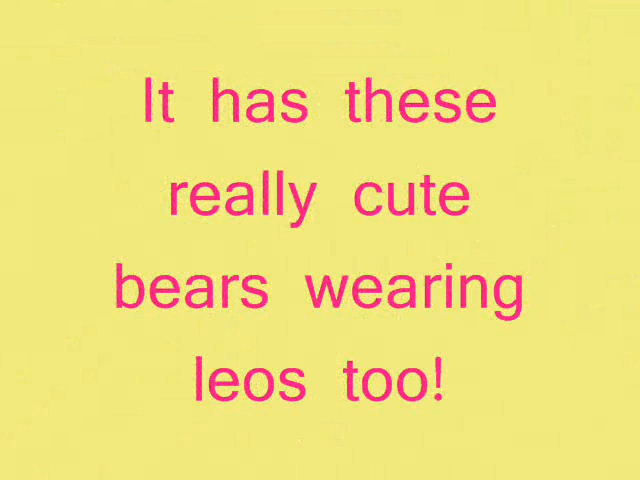 It has these
really cute
bears wearing
leos too!